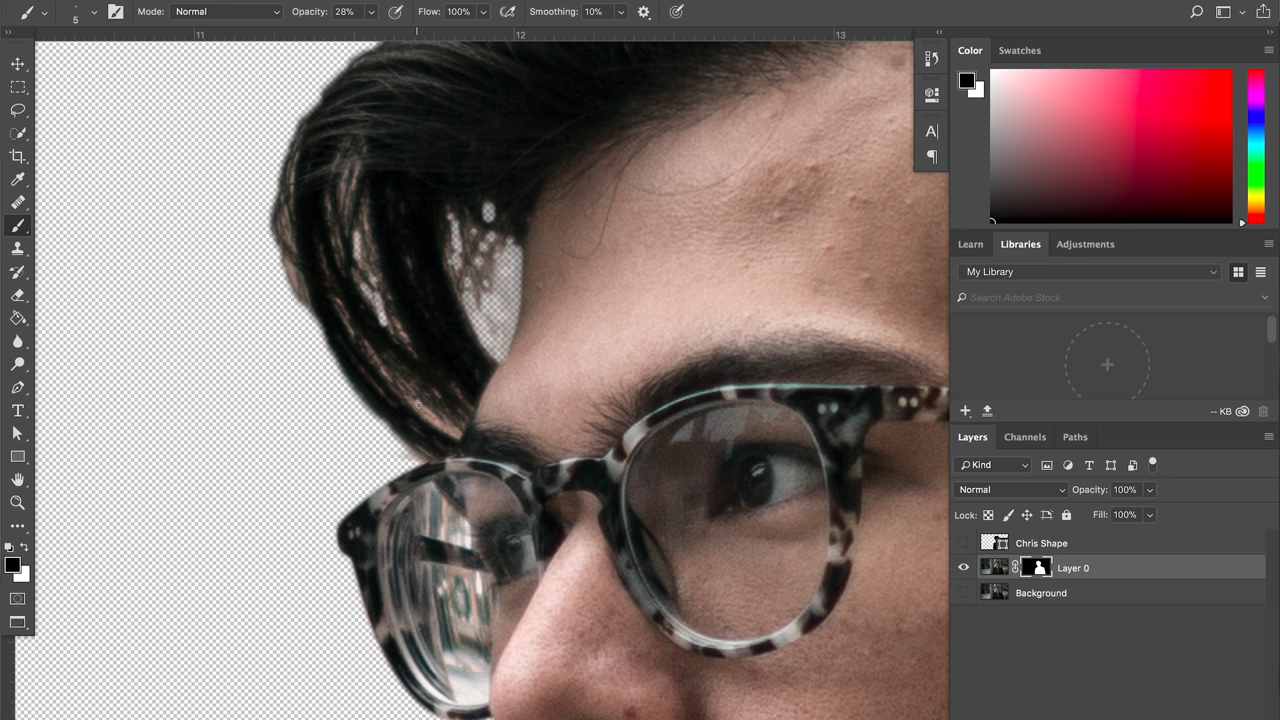 5 Mode: Normal Opacity: 28% Flow: 100% Smoothing: 10%
11 12 13
Color Swatches
A|
Learn Libraries Adjustments
My Library
Search Adobe Stock
-- KB
Layers Channels Paths
Kind
Normal Opacity: 100%
Lock: Fill: 100%
Chris Shape
Layer 0
Background